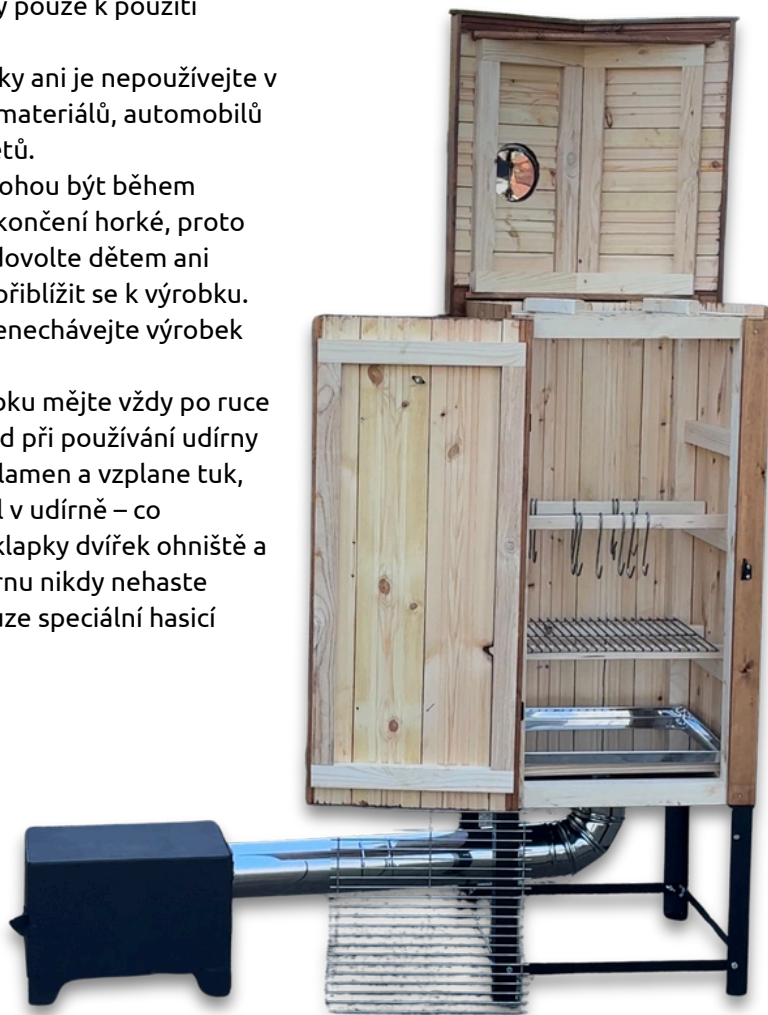 pouze k použití
ky ani je nepoužívejte v
materiálů, automobilů
tů.
ohou být během
končení horké, proto
dovolte dětem ani
přiblížit se k výrobku.
enechávejte výrobek
bku mějte vždy po ruce
d při používání udírny
lamen a vzplane tuk,
l v udírně – co
klapky dvířek ohniště a
rnu nikdy nehaste
uze speciální hasicí